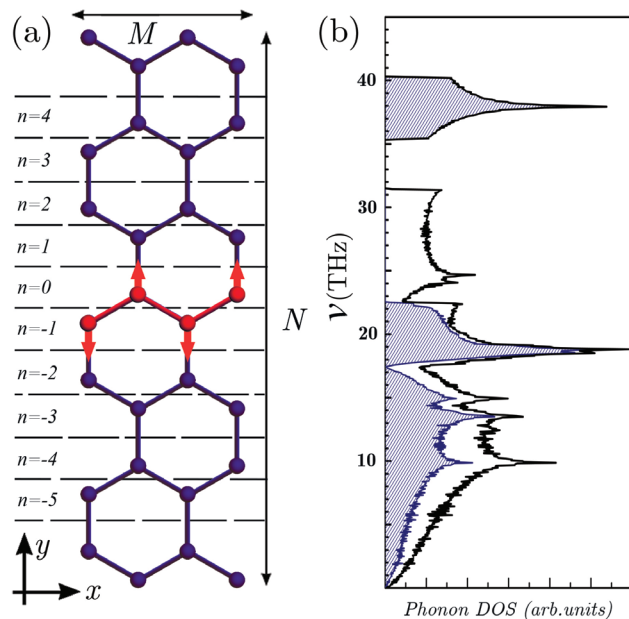 (a)
M
n=4
n=3
n=2
n=1
n=0
n=-1
n=-2
n=-3
n=-4
n=-5
N
y
x
(b)
40
30
20
10
ν(THz)
Phonon DOS (arb.units)